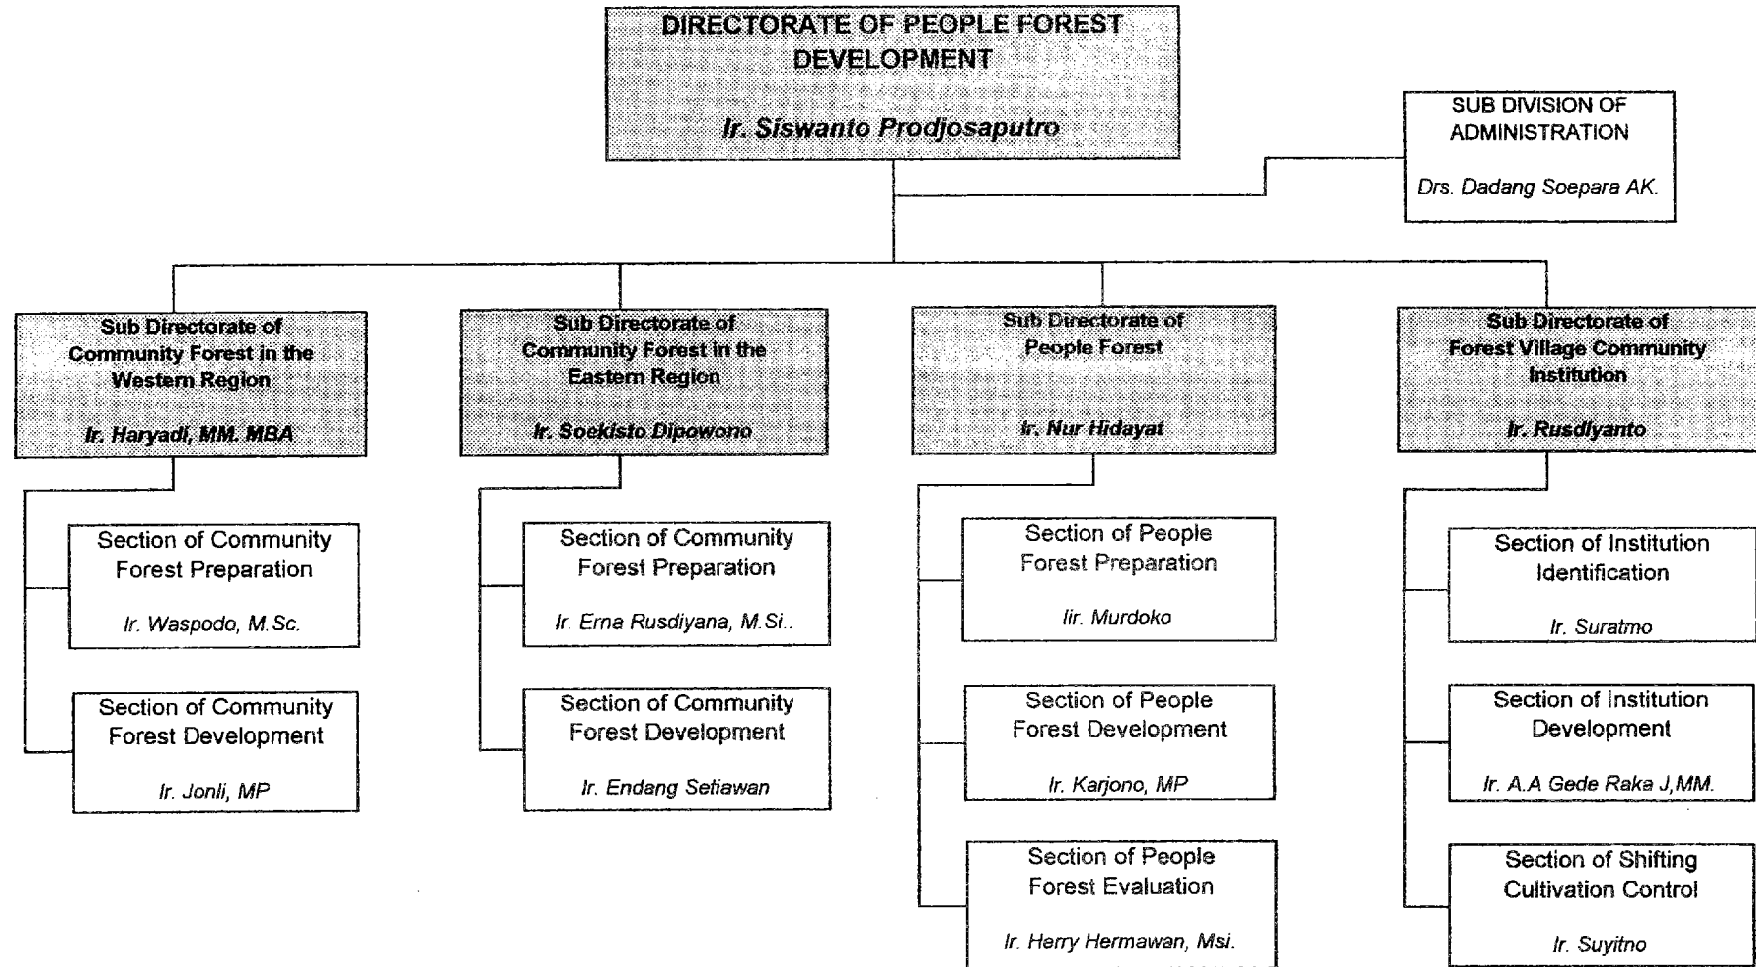 DIRECTORATE OF PEOPLE FOREST
DEVELOPMENT
Ir. Siswanto Prodjosaputro
SUB DIVISION OF
ADMINISTRATION
Drs. Dadang Soepara AK.
Sub Directorate of
Community Forest in the
Western Region
Ir. Haryadi, MM. MBA
Sub Directorate of
Community Forest in the
Eastern Region
Ir. Soekisto Dipowono
Sub Directorate of
People Forest
Ir. Nur Hidayat
Sub Directorate of
Forest Village Community
Institution
Ir. Rusdiyanto
Section of Community
Forest Preparation
Ir. Waspodo, M.Sc.
Section of Community
Forest Development
Ir. Jonli, MP
Section of Community
Forest Preparation
Ir. Erna Rusdiyana, M.Si..
Section of Community
Forest Development
Ir. Endang Setiawan
Section of People
Forest Preparation
Iir. Murdoko
Section of People
Forest Development
Ir. Karjono, MP
Section of People
Forest Evaluation
Ir. Harry Hermawan, Msi.
Section of Institution
Identification
Ir. Suratmo
Section of Institution
Development
Ir. A.A Gede Raka J,MM.
Section of Shifting
Cultivation Control
Ir. Suyitno